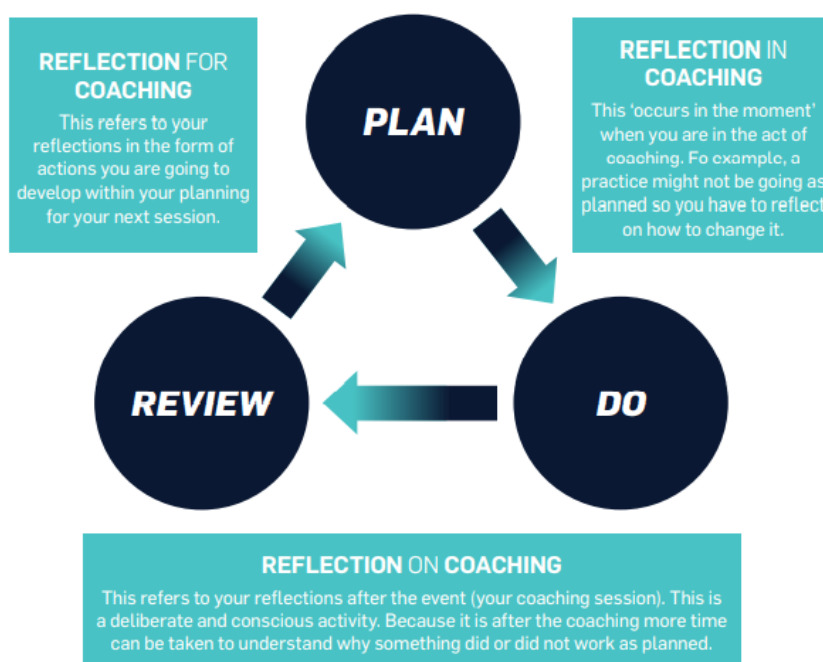 REFLECTION FOR
COACHING
This refers to your
reflections in the form of
actions you are going to
develop within your planning
for your next session.
PLAN
REFLECTION IN
COACHING
This ‘occurs in the moment’
when you are in the act of
coaching. Fo example, a
practice might not be going as
planned so you have to reflect
on how to change it.
REVIEW
DO
REFLECTION ON COACHING
This refers to your reflections after the event (your coaching session). This is
a deliberate and conscious activity. Because it is after the coaching more time
can be taken to understand why something did or did not work as planned.